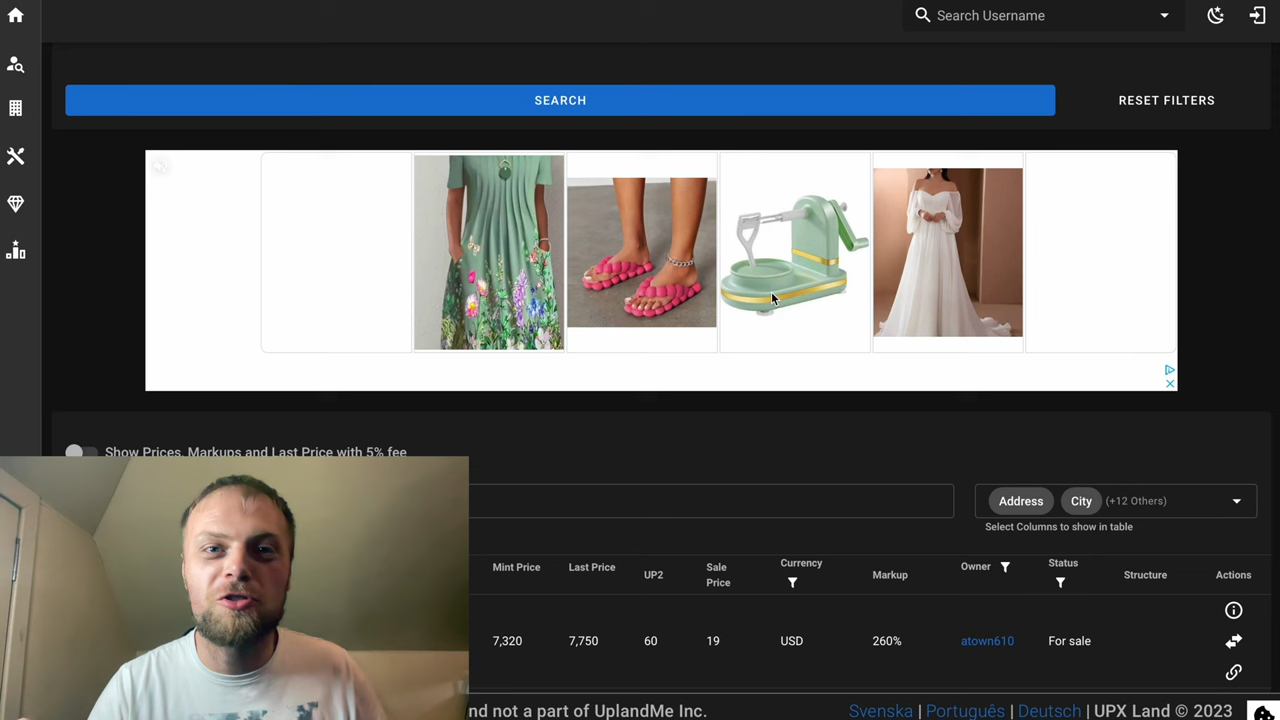 Search Username
SEARCH
RESET FILTERS
Show Prices, Markups and Last Price with 5% fee
Address
City
(+12 Others)
Select Columns to show in table
Mint Price
Last Price
UP2
Sale
Price
Currency
Markup
Owner
Status
Structure
Actions
7,320
7,750
60
19
USD
260%
atown610
For sale
nd not a part of UplandMe Inc.
Svenska | Português | Deutsch | UPX Land © 2023